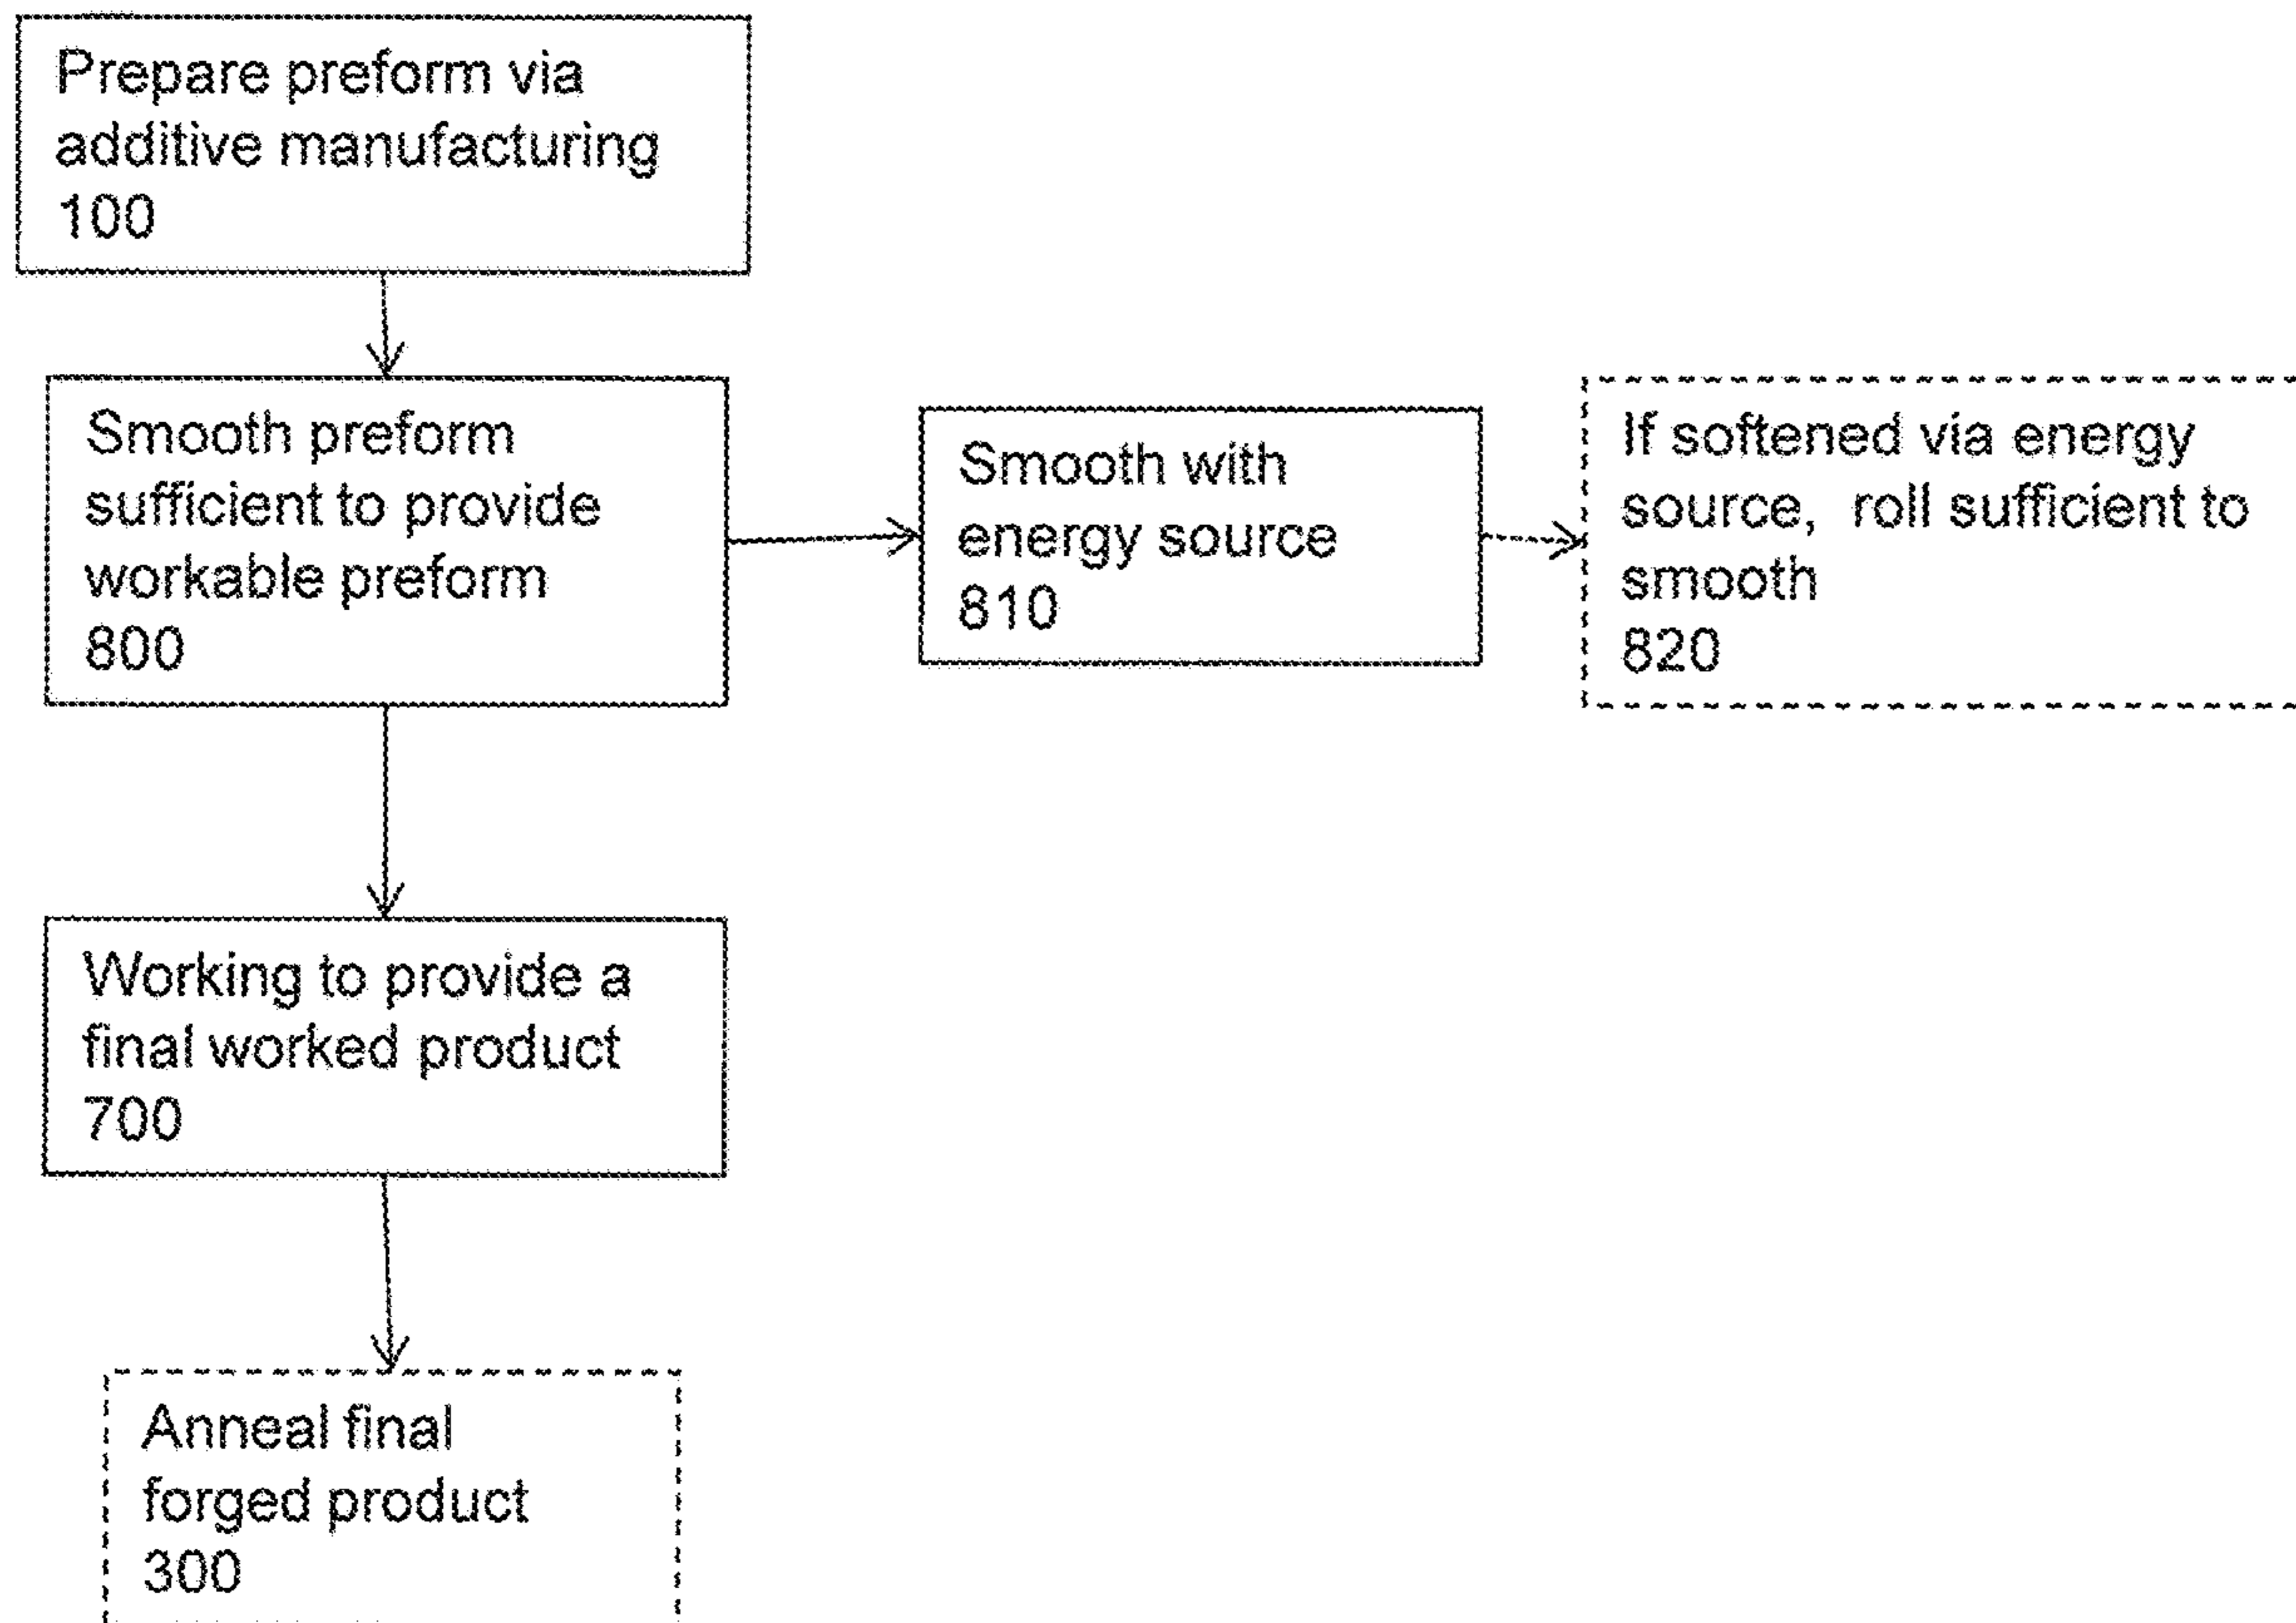 Prepare preform via
additive manufacturing
100
Smooth preform
sufficient to provide
workable preform
800
Smooth with
energy source
810
If softened via energy
source, roll sufficient to
smooth
820
Working to provide a
final worked product
700
Anneal final
forged product
300